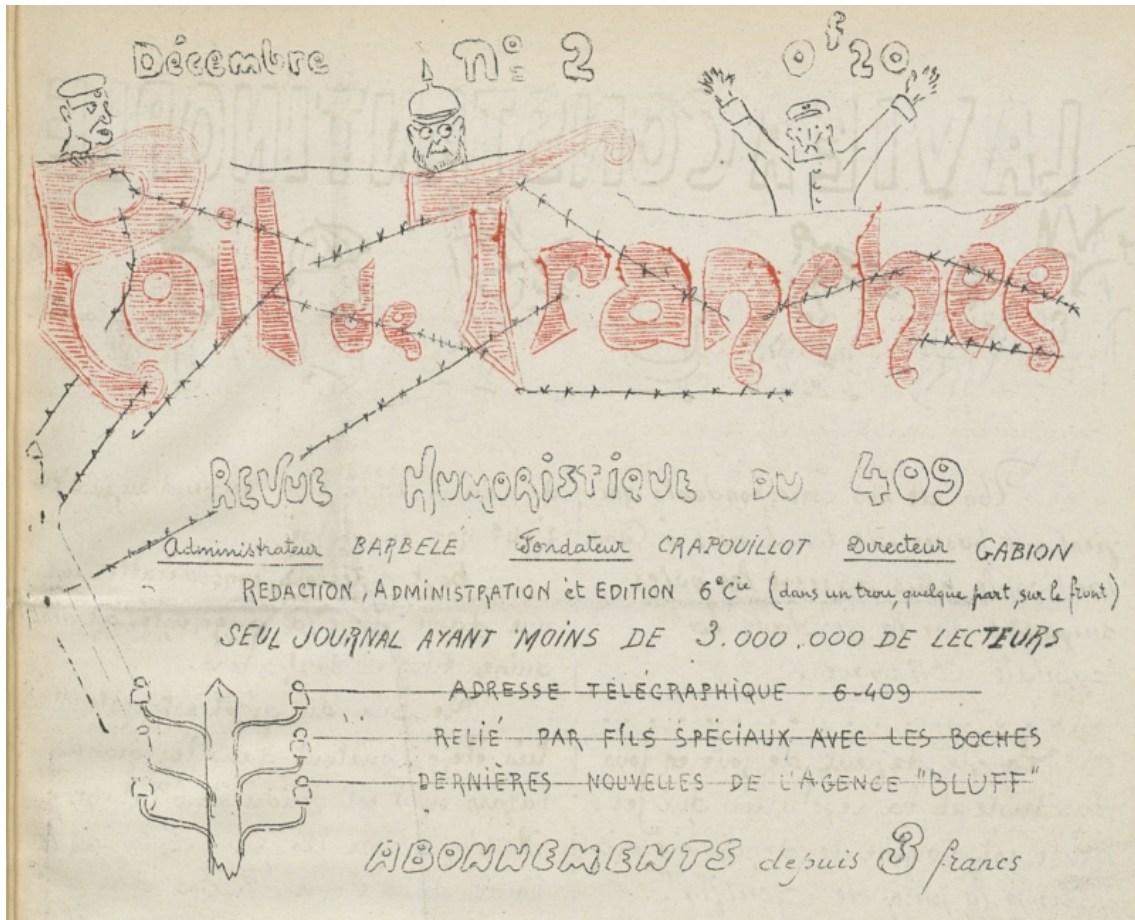 Décembre nº 2 0f20
Poil de Tranchée
REVUE HUMORISTIQUE DU 409
Administrateur BARBELE Fondateur CRAPOUILLOT Directeur GABION
REDACTION, ADMINISTRATION et EDITION 6e Cie (dans un trou, quelque part, sur le front)
SEUL JOURNAL AYANT MOINS DE 3.000.000 DE LECTEURS
ADRESSE TÉLÉGRAPHIQUE 6-409
RELIÉ PAR FILS SPÉCIAUX AVEC LES BOCHES
DERNIÈRES NOUVELLES DE L'AGENCE "BLUFF"
ABONNEMENTS depuis 3 francs